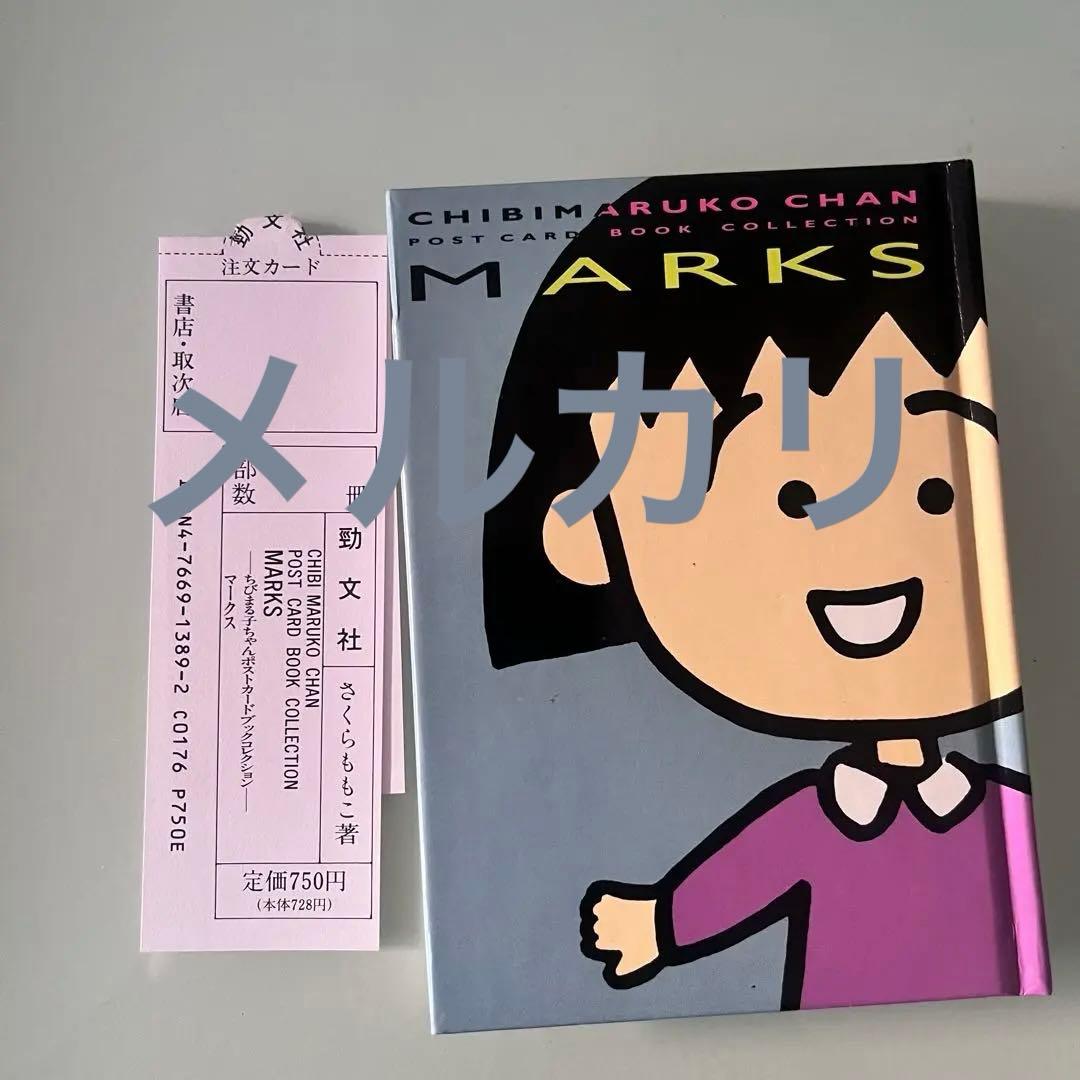 勁文社
注文カード
書店・取次店
部数
冊
勁文社
さくらももこ著
CHIBI MARUKO CHAN
POST CARD BOOK COLLECTION
MARKS
―ちびまる子ちゃんポストカードブックコレクション―
マークス
定価750円
(本体728円)
N4-7669-1389-2 C0176 P750E
CHIBIMARUKO CHAN
POST CARD BOOK COLLECTION
MARKS
メルカリ